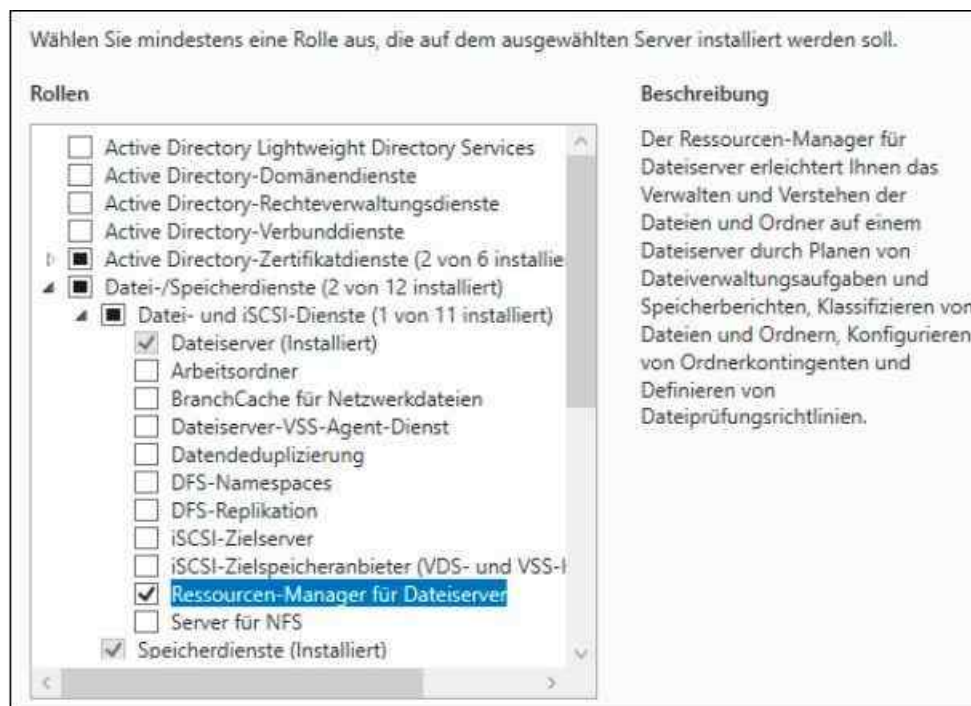 Wählen Sie mindestens eine Rolle aus, die auf dem ausgewählten Server installiert werden soll.
Rollen
Active Directory Lightweight Directory Services
Active Directory-Domänendienste
Active Directory-Rechteverwaltungsdienste
Active Directory-Verbunddienste
Active Directory-Zertifikatdienste (2 von 6 installie
Datei-/Speicherdienste (2 von 12 installiert)
Datei- und iSCSI-Dienste (1 von 11 installiert)
Dateiserver (Installiert)
Arbeitsordner
BranchCache für Netzwerkdateien
Dateiserver-VSS-Agent-Dienst
Datendeduplizierung
DFS-Namespaces
DFS-Replikation
iSCSI-Zielserver
iSCSI-Zielspeicheranbieter (VDS- und VSS-H
Ressourcen-Manager für Dateiserver
Server für NFS
Speicherdienste (Installiert)
Beschreibung
Der Ressourcen-Manager für
Dateiserver erleichtert Ihnen das
Verwalten und Verstehen der
Dateien und Ordner auf einem
Dateiserver durch Planen von
Dateiverwaltungsaufgaben und
Speicherberichten, Klassifizieren von
Dateien und Ordnern, Konfigurieren
von Ordnerkontingenten und
Definieren von
Dateiprüfungsrichtlinien.